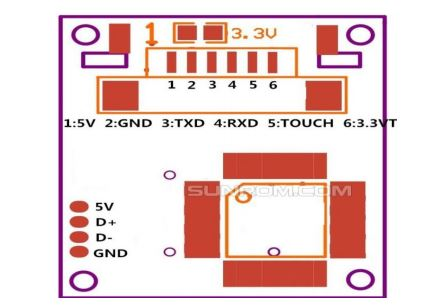 1 3.3V
1 2 3 4 5 6
1:5V 2:GND 3:TXD 4:RXD 5:TOUCH 6:3.3VT
SUNROM.COM
5V
D+
D-
GND